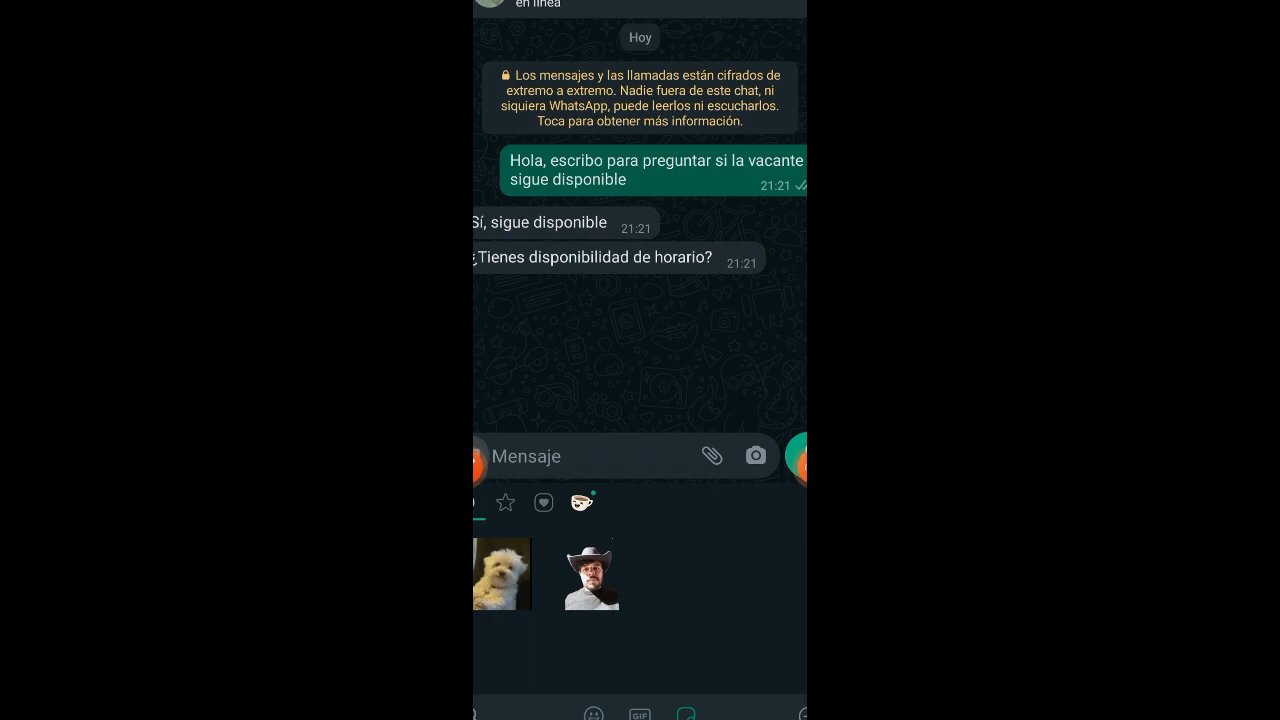 en línea
Hoy
Los mensajes y las llamadas están cifrados de
extremo a extremo. Nadie fuera de este chat, ni
siquiera WhatsApp, puede leerlos ni escucharlos.
Toca para obtener más información.
Hola, escribo para preguntar si la vacante
sigue disponible
21:21
Sí, sigue disponible 21:21
¿Tienes disponibilidad de horario? 21:21
Mensaje
GIF